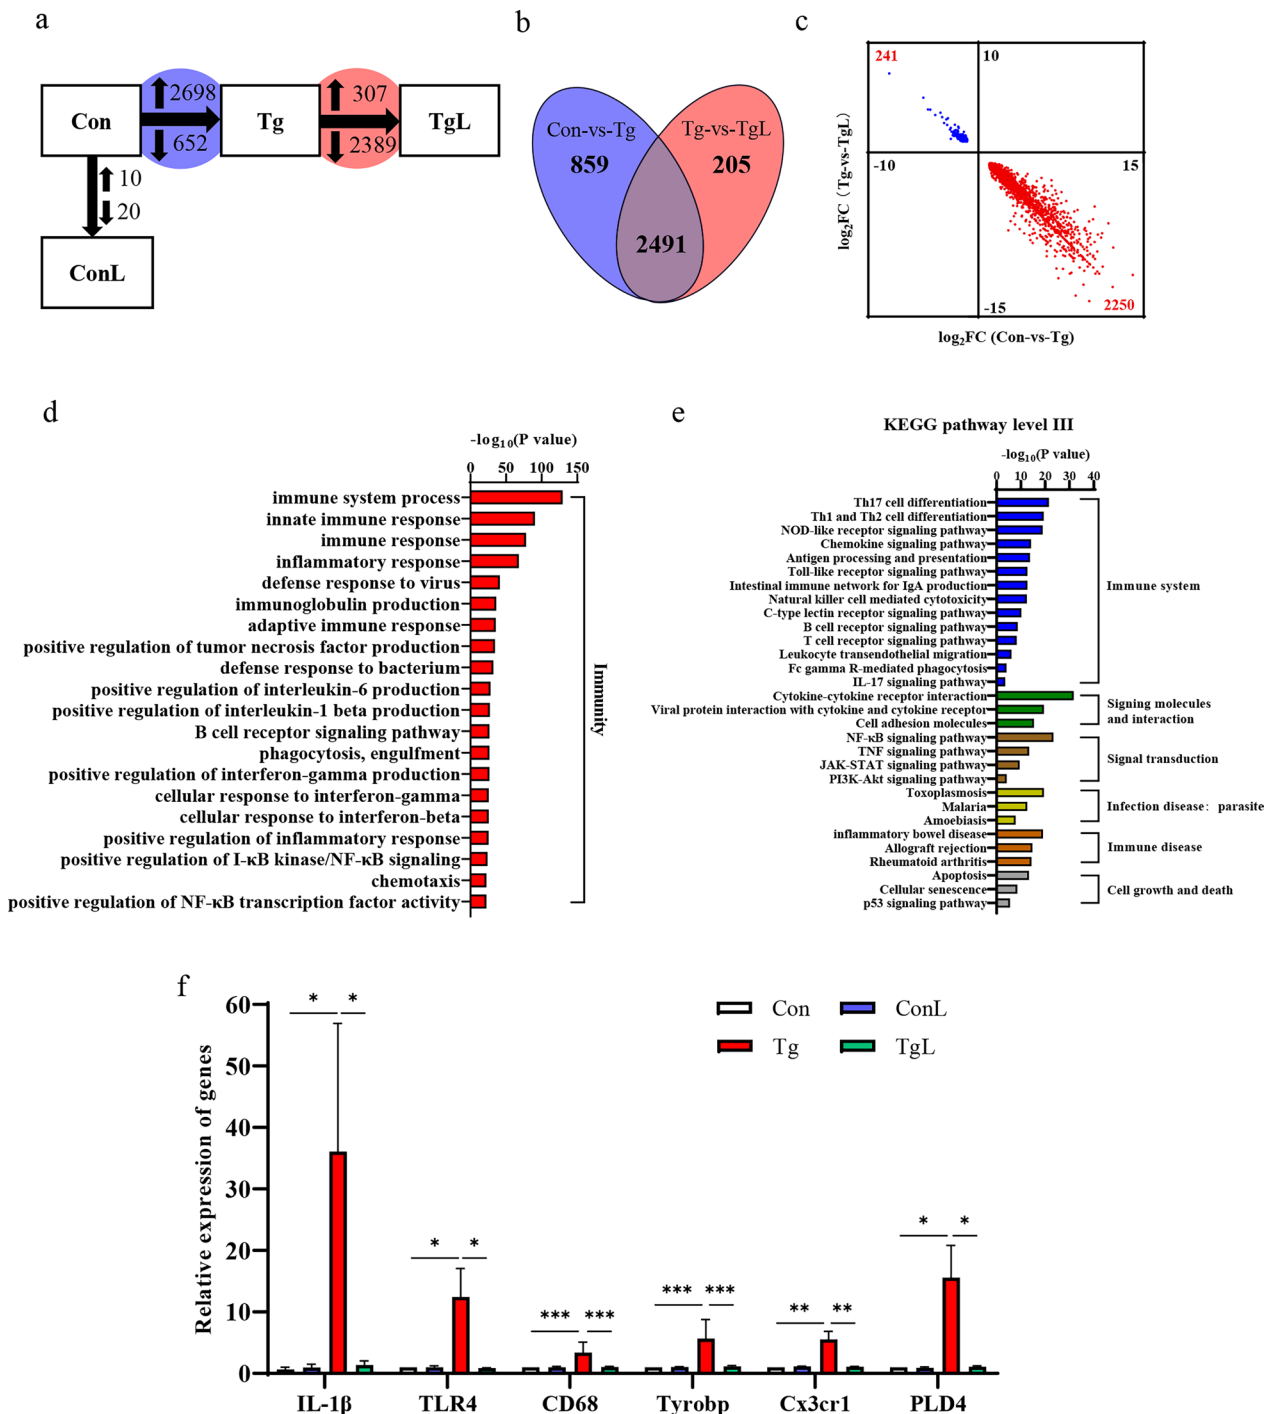 a
Con
2698
652
Tg
307
2389
TgL
10
20
ConL
b
Con-vs-Tg
859
Tg-vs-TgL
205
2491
c
241
10
-10
15
-15
2250
log2FC (Tg-vs-TgL)
log2FC (Con-vs-Tg)
d
-log10(P value)
0 50 100 150
immune system process
innate immune response
immune response
inflammatory response
defense response to virus
immunoglobulin production
adaptive immune response
positive regulation of tumor necrosis factor production
defense response to bacterium
positive regulation of interleukin-6 production
positive regulation of interleukin-1 beta production
B cell receptor signaling pathway
phagocytosis, engulfment
positive regulation of interferon-gamma production
cellular response to interferon-gamma
cellular response to interferon-beta
positive regulation of inflammatory response
positive regulation of I-κB kinase/NF-κB signaling
chemotaxis
positive regulation of NF-κB transcription factor activity
Immunity
e
KEGG pathway level III
-log10(P value)
0 10 20 30 40
Th17 cell differentiation
Th1 and Th2 cell differentiation
NOD-like receptor signaling pathway
Chemokine signaling pathway
Antigen processing and presentation
Toll-like receptor signaling pathway
Intestinal immune network for IgA production
Natural killer cell mediated cytotoxicity
C-type lectin receptor signaling pathway
B cell receptor signaling pathway
T cell receptor signaling pathway
Leukocyte transendothelial migration
Fc gamma R-mediated phagocytosis
IL-17 signaling pathway
Cytokine-cytokine receptor interaction
Viral protein interaction with cytokine and cytokine receptor
Cell adhesion molecules
NF-κB signaling pathway
TNF signaling pathway
JAK-STAT signaling pathway
PI3K-Akt signaling pathway
Toxoplasmosis
Malaria
Amoebiasis
inflammatory bowel disease
Allograft rejection
Rheumatoid arthritis
Apoptosis
Cellular senescence
p53 signaling pathway
Immune system
Signing molecules
and interaction
Signal transduction
Infection disease: parasite
Immune disease
Cell growth and death
f
Relative expression of genes
60
50
40
30
20
10
0
Con
ConL
Tg
TgL
* *
* *
*** ***
*** ***
** **
* *
IL-1β TLR4 CD68 Tyrobp Cx3cr1 PLD4